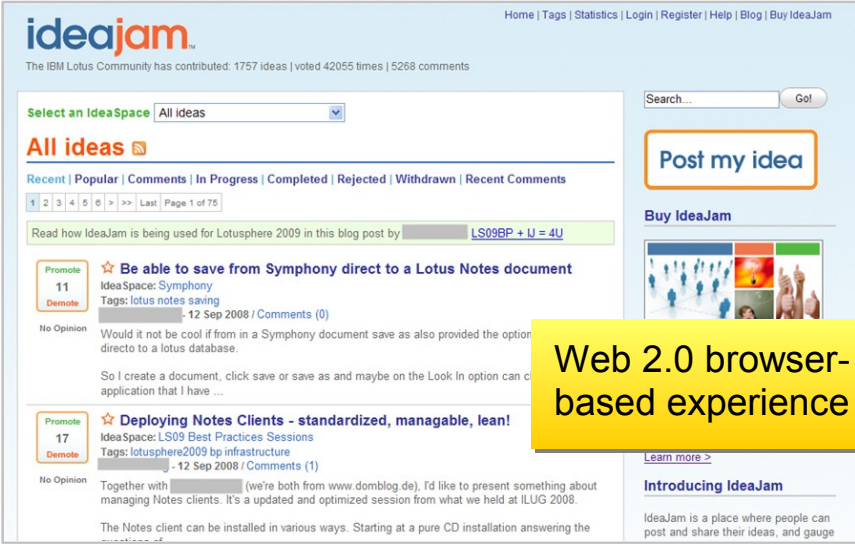 Home | Tags | Statistics | Login | Register | Help | Blog | Buy IdeaJam
ideajam™
The IBM Lotus Community has contributed: 1757 ideas | voted 42055 times | 5268 comments
Select an IdeaSpace All ideas
All ideas
Recent | Popular | Comments | In Progress | Completed | Rejected | Withdrawn | Recent Comments
1 2 3 4 5 6 > >> Last Page 1 of 75
Read how IdeaJam is being used for Lotusphere 2009 in this blog post by LS09BP + IJ = 4U
Promote
11
Demote
No Opinion
Be able to save from Symphony direct to a Lotus Notes document
IdeaSpace: Symphony
Tags: lotus notes saving
- 12 Sep 2008 / Comments (0)
Would it not be cool if from in a Symphony document save as also provided the option
directo to a lotus database.
So I create a document, click save or save as and maybe on the Look In option can
application that I have ...
Promote
17
Demote
No Opinion
Deploying Notes Clients - standardized, managable, lean!
IdeaSpace: LS09 Best Practices Sessions
Tags: lotusphere2009 bp infrastructure
- 12 Sep 2008 / Comments (1)
Together with (we're both from www.domblog.de), I'd like to present something about
managing Notes clients. It's a updated and optimized session from what we held at ILUG 2008.
The Notes client can be installed in various ways. Starting at a pure CD installation answering the
Search... Go!
Post my idea
Buy IdeaJam
Web 2.0 browser-
based experience
Learn more >
Introducing IdeaJam
IdeaJam is a place where people can
post and share their ideas, and gauge